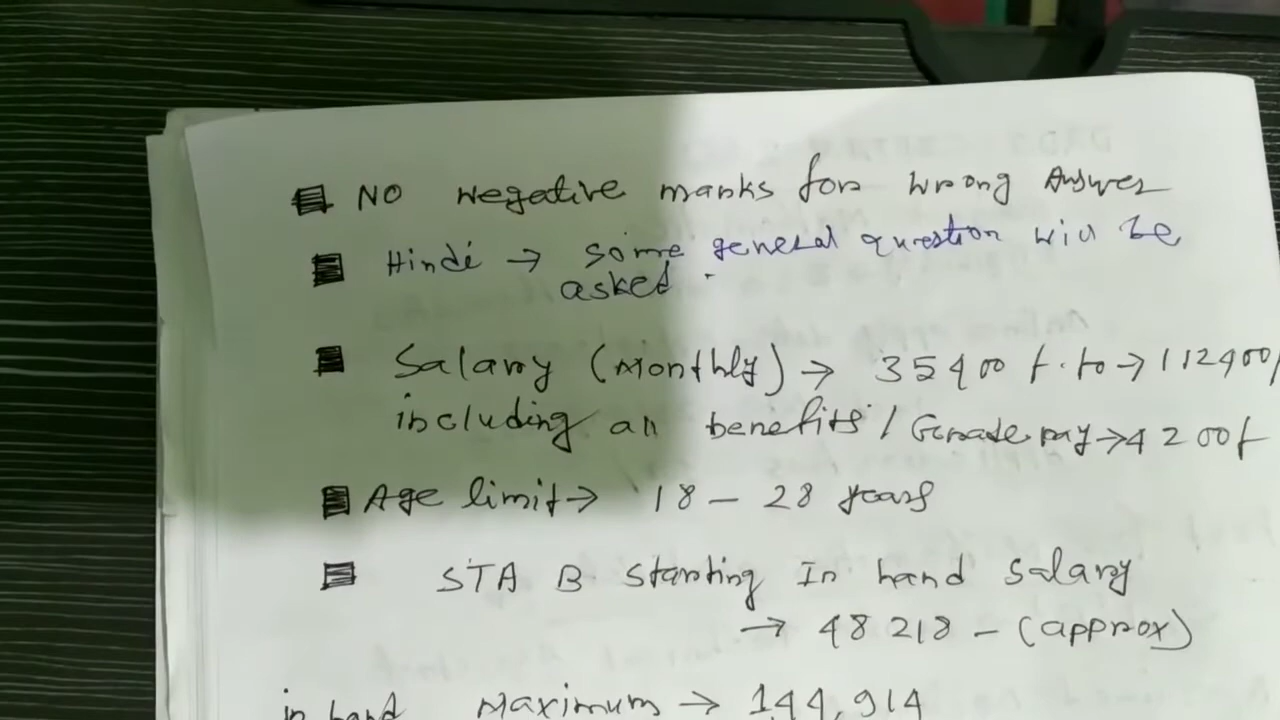 NO negative marks for wrong Answer
Hindi → some general question will be
asked.
Salary (Monthly) → 35400 /- to → 112400/
including all benefits / Grade pay → 4200/-
Age limit → 18 - 28 years
STA B Starting In hand Salary
→ 48218 - (approx)
in hand Maximum → 144,914